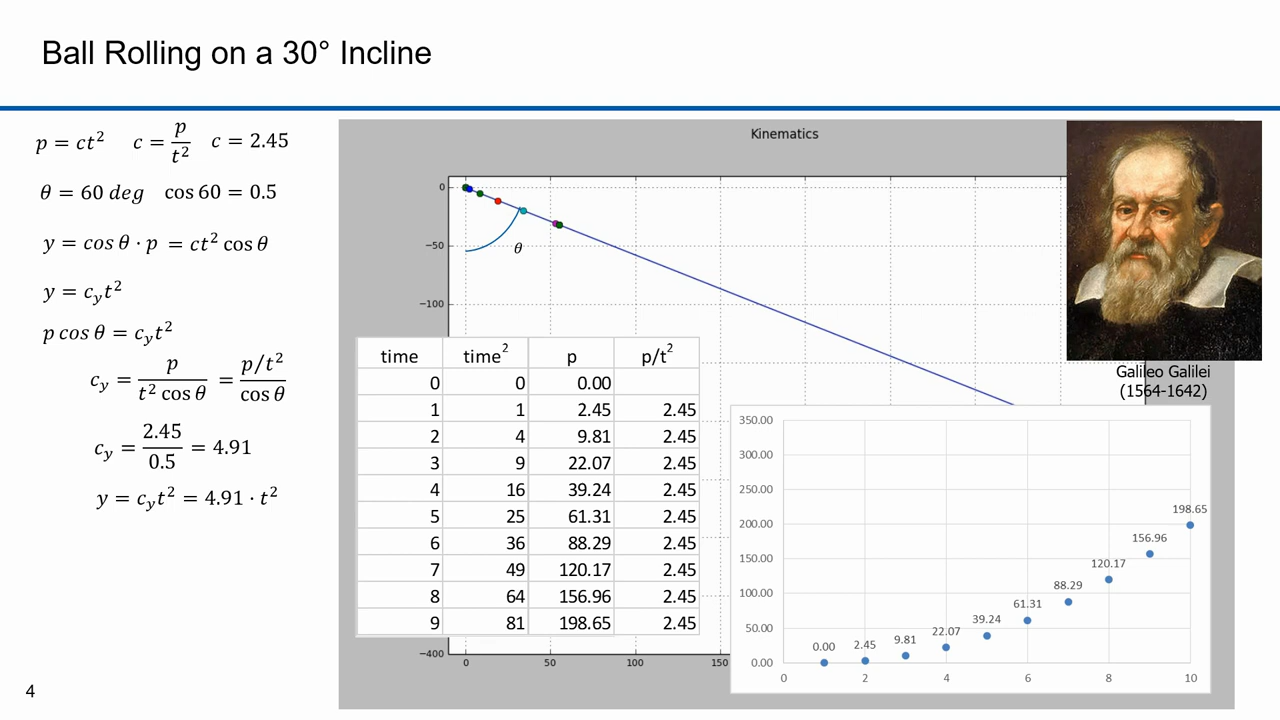 Ball Rolling on a 30° Incline
p = ct² c = p/t² c = 2.45
θ = 60 deg cos 60 = 0.5
y = cos θ · p = ct² cos θ
y = c_y t²
p cos θ = c_y t²
c_y = p/(t² cos θ) = (p/t²)/(cos θ)
c_y = 2.45/0.5 = 4.91
y = c_y t² = 4.91 · t²
4
Kinematics
0
−50
−100
−400
0 50 100 150
θ
time time² p p/t²
0 0 0.00
1 1 2.45 2.45
2 4 9.81 2.45
3 9 22.07 2.45
4 16 39.24 2.45
5 25 61.31 2.45
6 36 88.29 2.45
7 49 120.17 2.45
8 64 156.96 2.45
9 81 198.65 2.45
Galileo Galilei
(1564-1642)
350.00
300.00
250.00
200.00
150.00
100.00
50.00
0.00
0 2 4 6 8 10
0.00 2.45 9.81 22.07 39.24 61.31 88.29 120.17 156.96 198.65